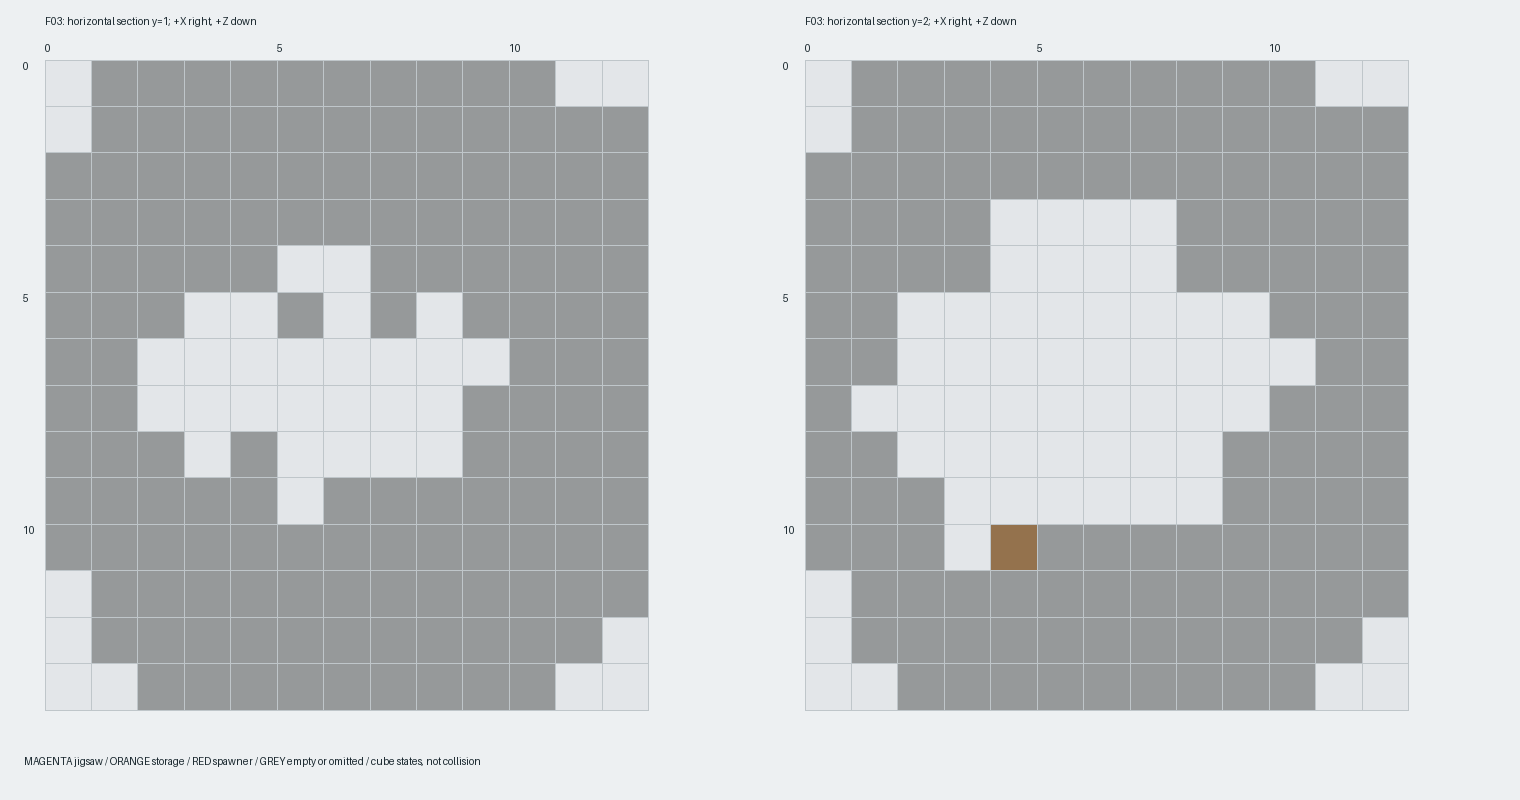 F03: horizontal section y=1; +X right, +Z down
F03: horizontal section y=2; +X right, +Z down
0 5 10
0 5 10
0 0
5 5
10 10
MAGENTA jigsaw / ORANGE storage / RED spawner / GREY empty or omitted / cube states, not collision